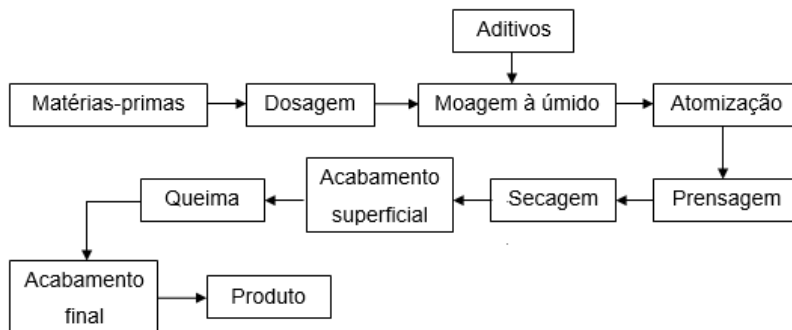 Aditivos
Matérias-primas
Dosagem
Moagem à úmido
Atomização
Prensagem
Secagem
Acabamento
superficial
Queima
Acabamento
final
Produto